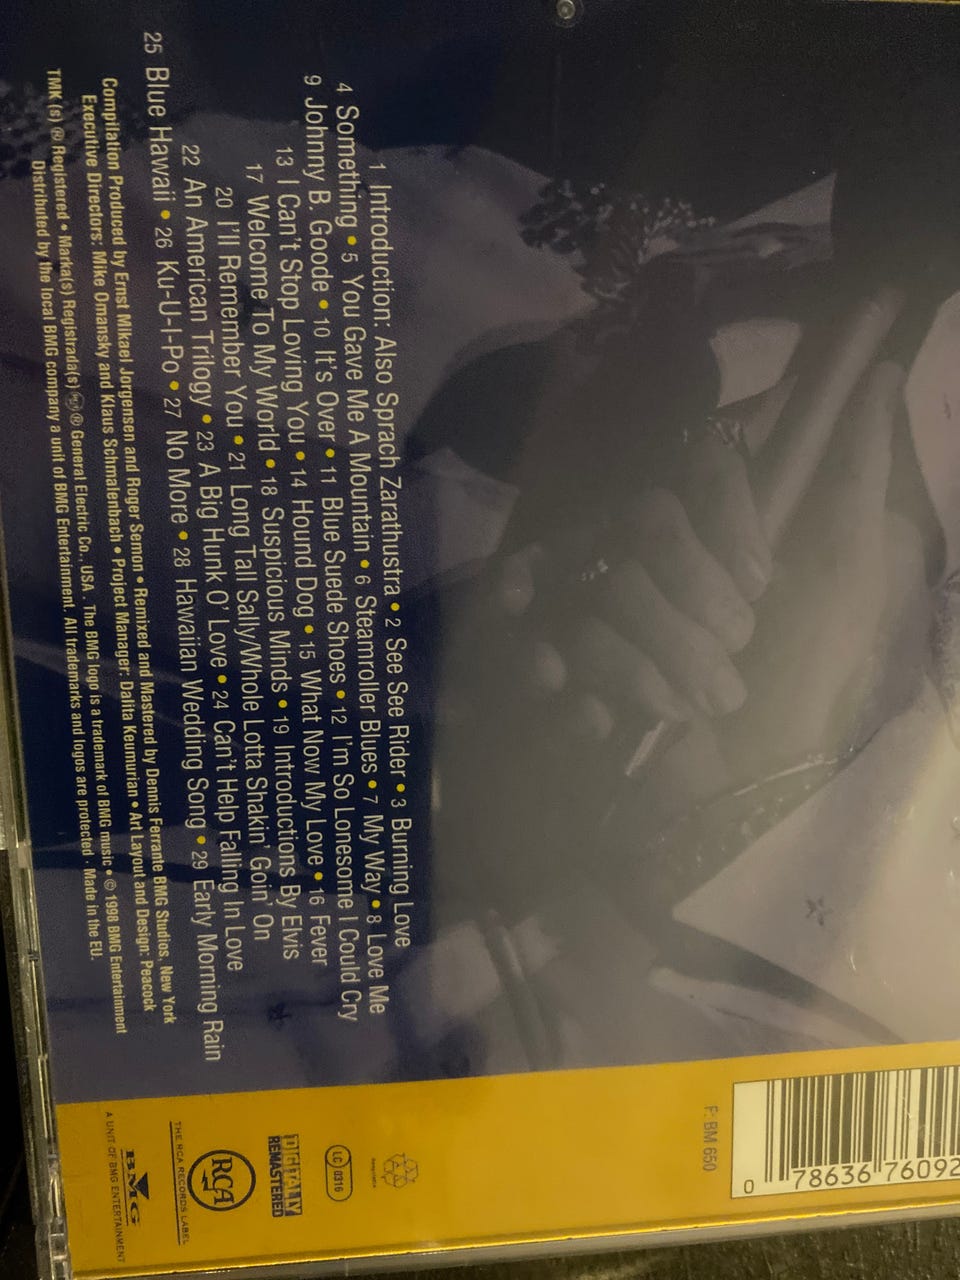 1 Introduction: Also Sprach Zarathustra • 2 See See Rider • 3 Burning Love
4 Something • 5 You Gave Me A Mountain • 6 Steamroller Blues • 7 My Way • 8 Love Me
9 Johnny B. Goode • 10 It's Over • 11 Blue Suede Shoes • 12 I'm So Lonesome I Could Cry
13 I Can't Stop Loving You • 14 Hound Dog • 15 What Now My Love • 16 Fever
17 Welcome To My World • 18 Suspicious Minds • 19 Introductions By Elvis
20 I'll Remember You • 21 Long Tall Sally/Whole Lotta Shakin' Goin' On
22 An American Trilogy • 23 A Big Hunk O' Love • 24 Can't Help Falling In Love
25 Blue Hawaii • 26 Ku-U-I-Po • 27 No More • 28 Hawaiian Wedding Song • 29 Early Morning Rain
Compilation Produced by Ernst Mikael Jorgensen and Roger Semon • Remixed and Mastered by Dennis Ferrante BMG Studios, New York
Executive Directors: Mike Omansky and Klaus Schmalenbach • Project Manager: Dalita Keumurian • Art Layout and Design: Peacock
TMK (s) ® Registered • Marka(s) Registrada(s) ® General Electric Co., USA. The BMG logo is a trademark of BMG music • © 1998 BMG Entertainment
Distributed by the local BMG company a unit of BMG Entertainment. All trademarks and logos are protected · Made in the EU.
F: BM 650
0 78636 76092
LC 0316
DIGITALLY
REMASTERED
RCA
THE RCA RECORDS LABEL
BMG
A UNIT OF BMG ENTERTAINMENT